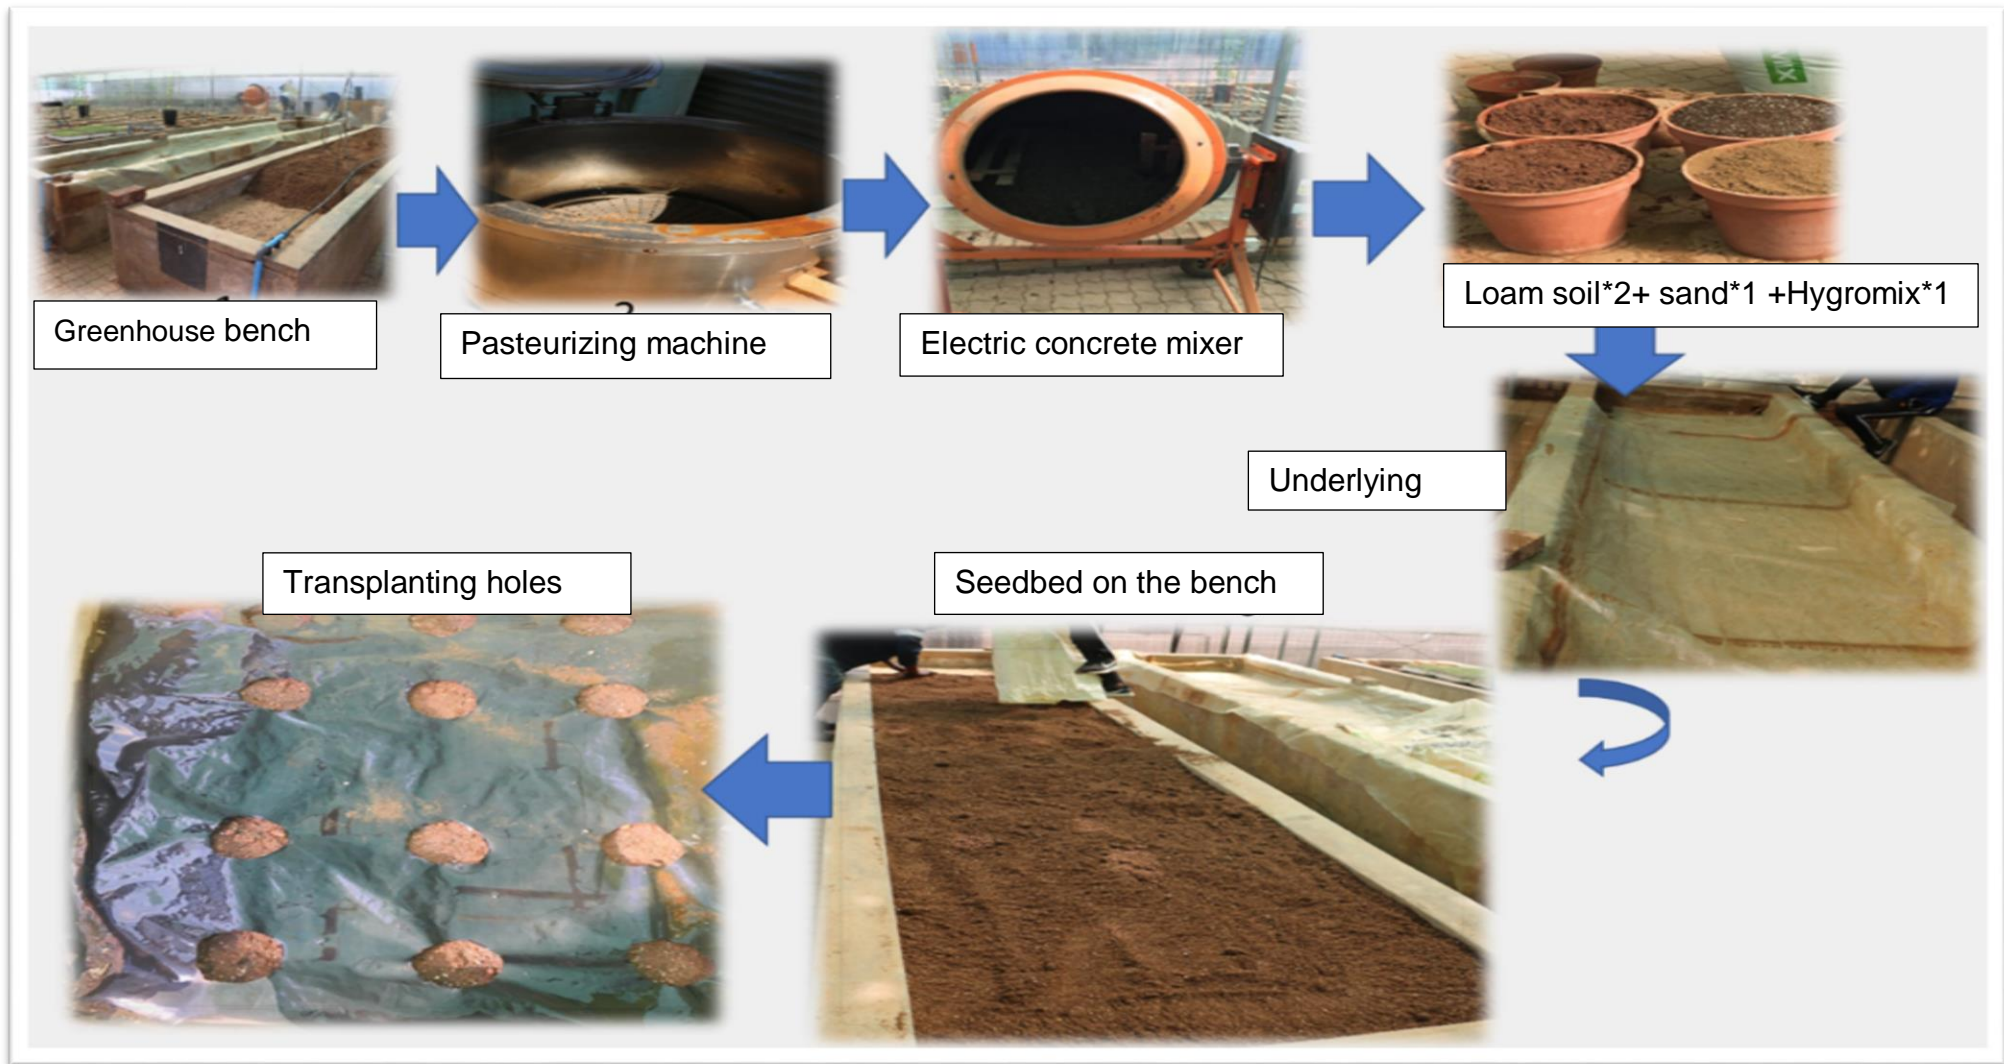 Greenhouse bench
Pasteurizing machine
Electric concrete mixer
Loam soil*2+ sand*1 +Hygromix*1
Underlying
Transplanting holes
Seedbed on the bench